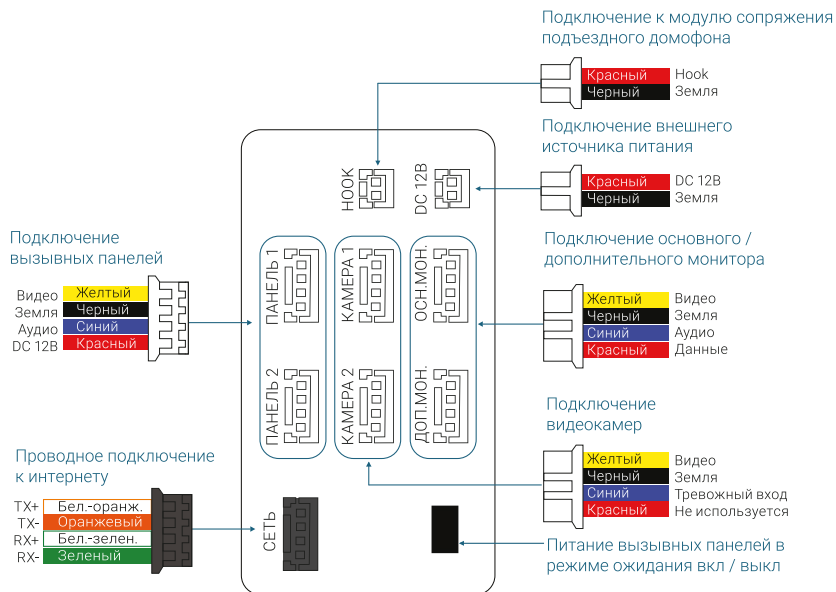 Подключение к модулю сопряжения
подъездного домофона
Красный Hook
Черный Земля
Подключение внешнего
источника питания
Красный DC 12В
Черный Земля
HOOK
DC 12В
Подключение
вызывных панелей
Видео Желтый
Земля Черный
Аудио Синий
DC 12В Красный
ПАНЕЛЬ 1
КАМЕРА 1
ОСН.МОН.
Подключение основного /
дополнительного монитора
Желтый Видео
Черный Земля
Синий Аудио
Красный Данные
ПАНЕЛЬ 2
КАМЕРА 2
ДОП.МОН.
Подключение
видеокамер
Желтый Видео
Черный Земля
Синий Тревожный вход
Красный Не используется
Проводное подключение
к интернету
TX+ Бел.-оранж.
TX- Оранжевый
RX+ Бел.-зелен.
RX- Зеленый
СЕТЬ
Питание вызывных панелей в
режиме ожидания вкл / выкл